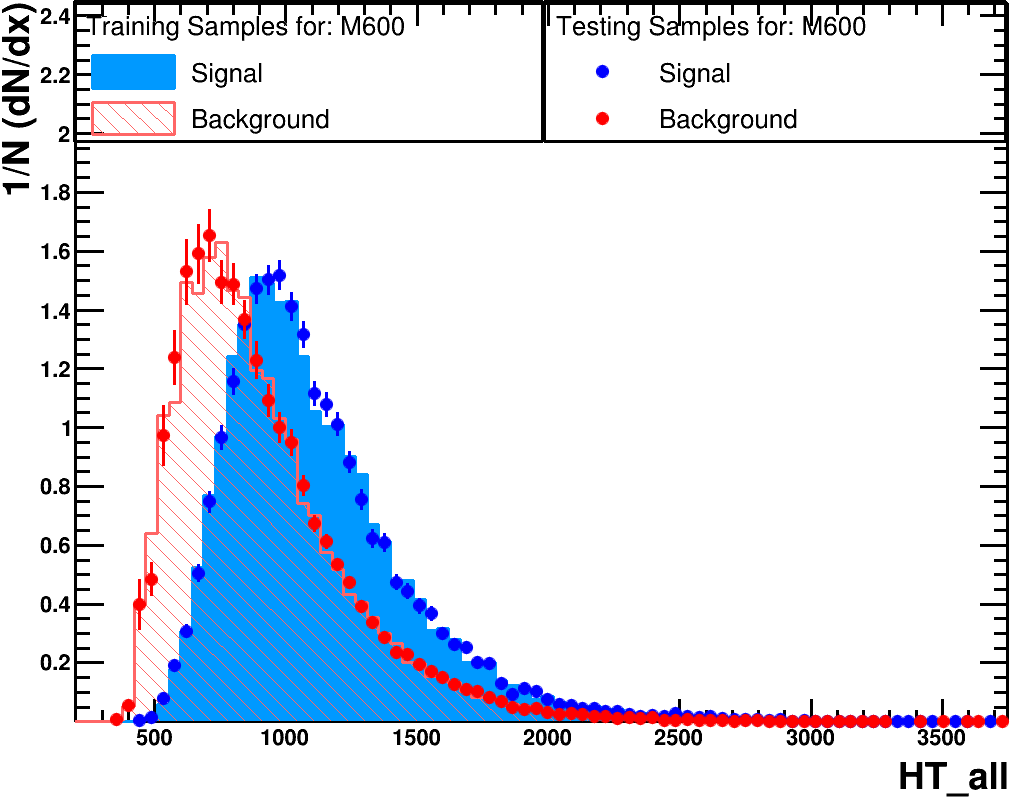 Training Samples for: M600
Signal
Background
Testing Samples for: M600
Signal
Background
1/N (dN/dx)
2.4
2.2
2
1.8
1.6
1.4
1.2
1
0.8
0.6
0.4
0.2
500 1000 1500 2000 2500 3000 3500
HT_all